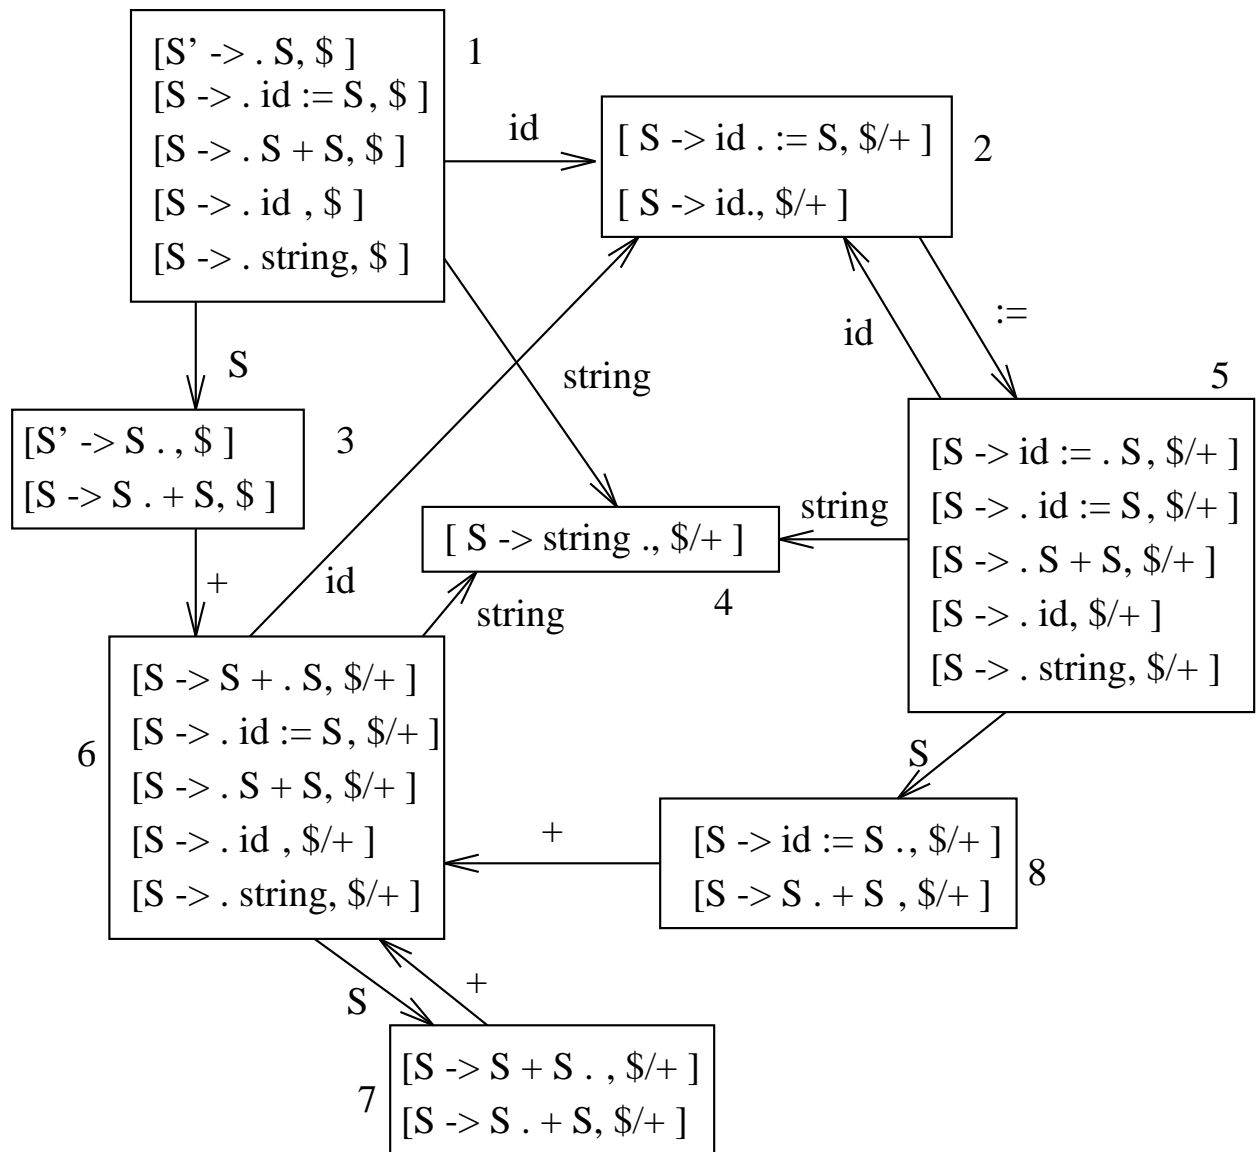 [S’ -> . S, $ ]
[S -> . id := S, $ ]
[S -> . S + S, $ ]
[S -> . id , $ ]
[S -> . string, $ ]
1
id
[ S -> id . := S, $/+ ]
[ S -> id., $/+ ]
2
S
string
id
:=
5
[S’ -> S . , $ ]
[S -> S . + S, $ ]
3
[S -> id := . S, $/+ ]
[S -> . id := S, $/+ ]
[S -> . S + S, $/+ ]
[S -> . id, $/+ ]
[S -> . string, $/+ ]
string
[ S -> string ., $/+ ]
4
+
id
string
[S -> S + . S, $/+ ]
[S -> . id := S, $/+ ]
[S -> . S + S, $/+ ]
[S -> . id , $/+ ]
[S -> . string, $/+ ]
6
S
+
[S -> id := S ., $/+ ]
[S -> S . + S , $/+ ]
8
S
+
[S -> S + S . , $/+ ]
[S -> S . + S, $/+ ]
7